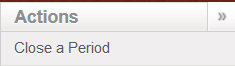 Actions »
Close a Period